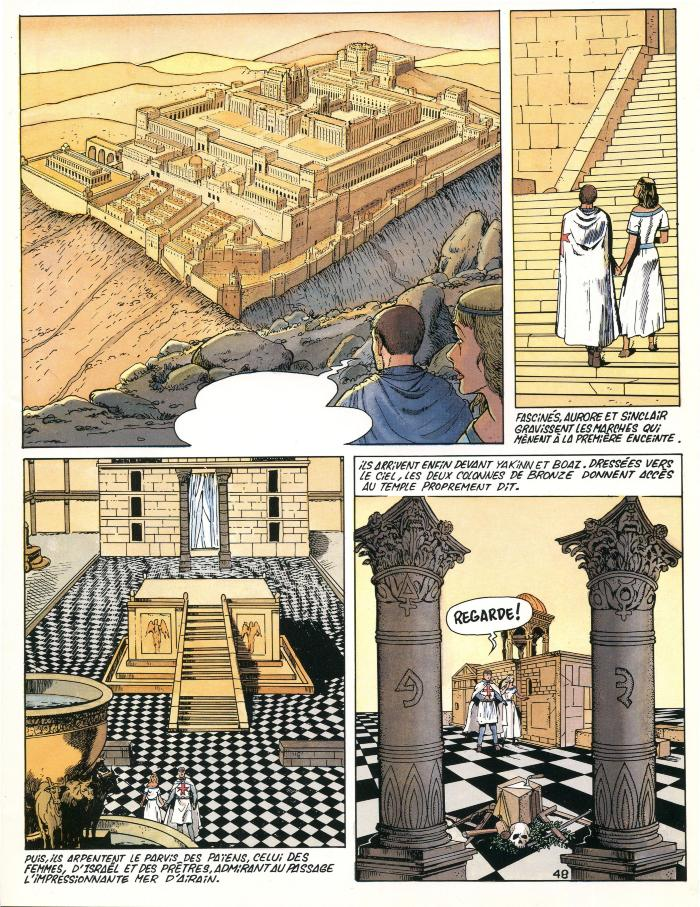 FASCINÉS, AURORE ET SINCLAIR
GRAVISSENT LES MARCHES QUI
MÈNENT À LA PREMIÈRE ENCEINTE.
PUIS, ILS ARPENTENT LE PARVIS DES PAÏENS, CELUI DES
FEMMES, D'ISRAËL ET DES PRÊTRES, ADMIRANT AU PASSAGE
L'IMPRESSIONNANTE MER D'AIRAIN.
ILS ARRIVENT ENFIN DEVANT YAKINN ET BOAZ. DRESSÉES VERS
LE CIEL, LES DEUX COLONNES DE BRONZE DONNENT ACCÈS
AU TEMPLE PROPREMENT DIT.
REGARDE!
48